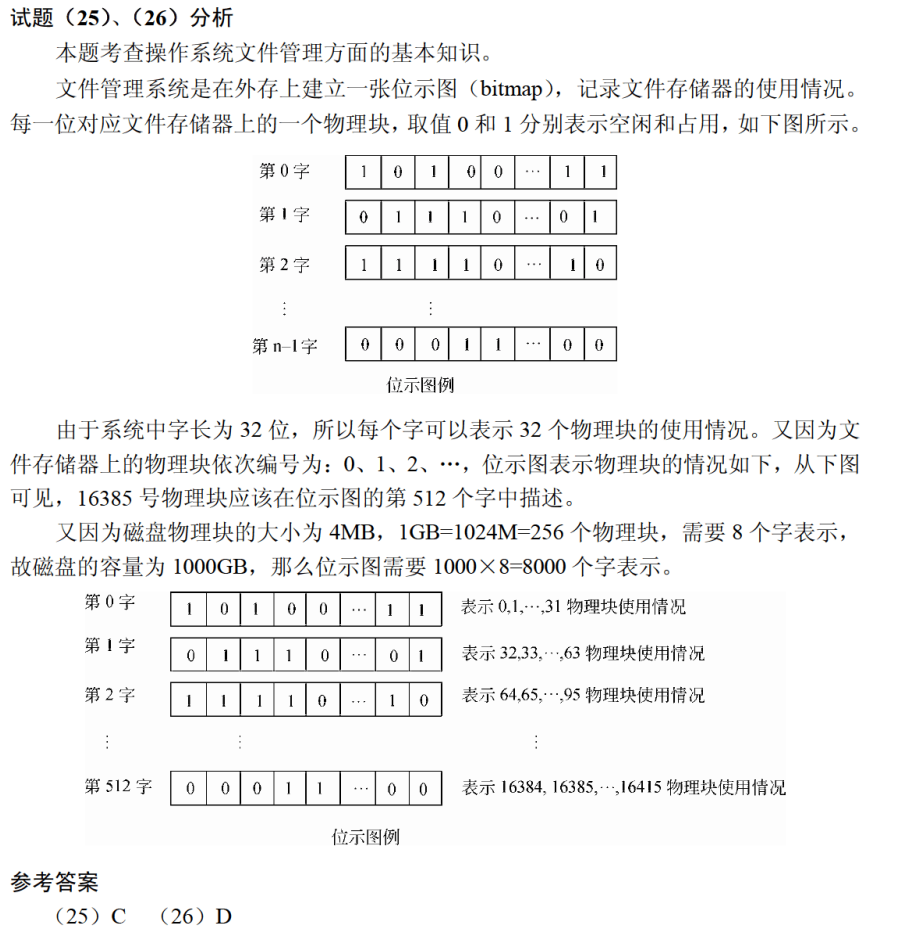 试题（25）、（26）分析
本题考查操作系统文件管理方面的基本知识。
文件管理系统是在外存上建立一张位示图（bitmap），记录文件存储器的使用情况。
每一位对应文件存储器上的一个物理块，取值 0 和 1 分别表示空闲和占用，如下图所示。
第 0 字 1 0 1 0 0 … 1 1
第 1 字 0 1 1 1 0 … 0 1
第 2 字 1 1 1 1 0 … 1 0
⋮ ⋮
第 n–1 字 0 0 0 1 1 … 0 0
位示图例
由于系统中字长为 32 位，所以每个字可以表示 32 个物理块的使用情况。又因为文
件存储器上的物理块依次编号为：0、1、2、…，位示图表示物理块的情况如下，从下图
可见，16385 号物理块应该在位示图的第 512 个字中描述。
又因为磁盘物理块的大小为 4MB，1GB=1024M=256 个物理块，需要 8 个字表示，
故磁盘的容量为 1000GB，那么位示图需要 1000×8=8000 个字表示。
第 0 字 1 0 1 0 0 … 1 1 表示 0,1,…,31 物理块使用情况
第 1 字 0 1 1 1 0 … 0 1 表示 32,33,…,63 物理块使用情况
第 2 字 1 1 1 1 0 … 1 0 表示 64,65,…,95 物理块使用情况
⋮ ⋮ ⋮
第 512 字 0 0 0 1 1 … 0 0 表示 16384, 16385,…,16415 物理块使用情况
位示图例
参考答案
（25）C （26）D